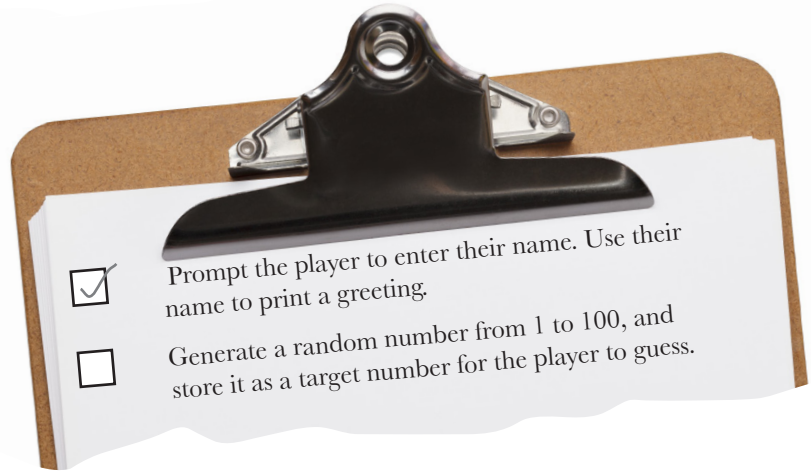 Prompt the player to enter their name. Use their
name to print a greeting.
Generate a random number from 1 to 100, and
store it as a target number for the player to guess.